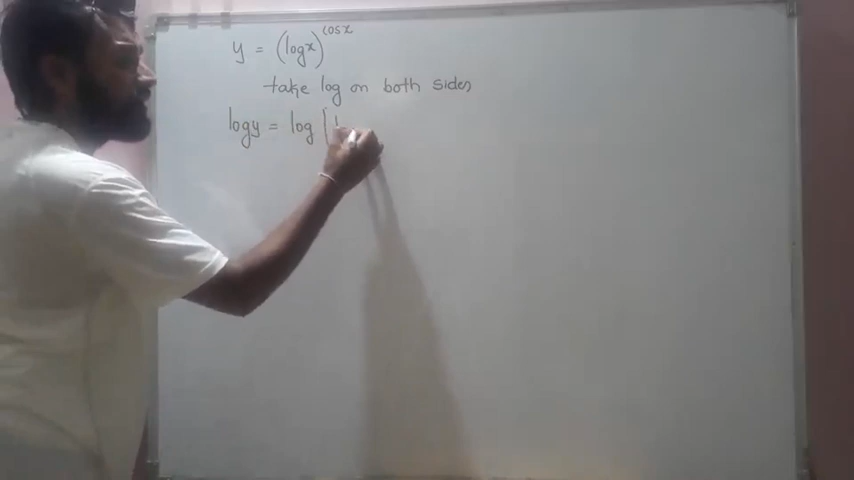 y = (logx)^cosx
take log on both sides
logy = log [